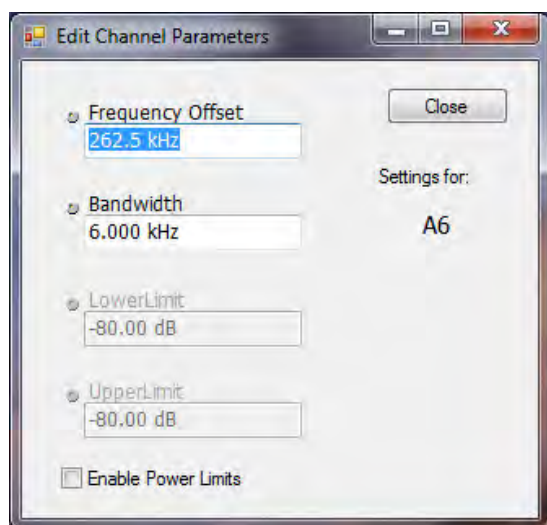 Edit Channel Parameters
Frequency Offset
262.5 kHz
Close
Settings for:
A6
Bandwidth
6.000 kHz
LowerLimit
-80.00 dB
UpperLimit
-80.00 dB
Enable Power Limits